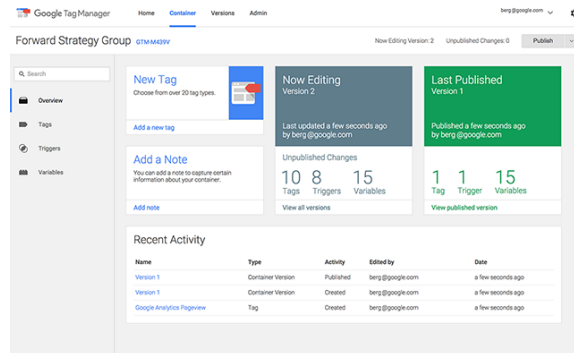 Google Tag Manager Home Container Versions Admin berg@google.com
Forward Strategy Group GTM-M439V Now Editing Version: 2 Unpublished Changes: 0 Publish
Search
Overview
Tags
Triggers
Variables
New Tag
Choose from over 20 tag types.
Add a new tag
Now Editing
Version 2
Last updated a few seconds ago
by berg@google.com
Unpublished Changes
10 8 15
Tags Triggers Variables
View all versions
Last Published
Version 1
Published a few seconds ago
by berg@google.com
1 1 15
Tag Trigger Variables
View published version
Add a Note
You can add a note to capture certain
information about your container.
Add note
Recent Activity
Name Type Activity Edited by Date
Version 1 Container Version Published berg@google.com a few seconds ago
Version 1 Container Version Created berg@google.com a few seconds ago
Google Analytics Pageview Tag Created berg@google.com a few seconds ago